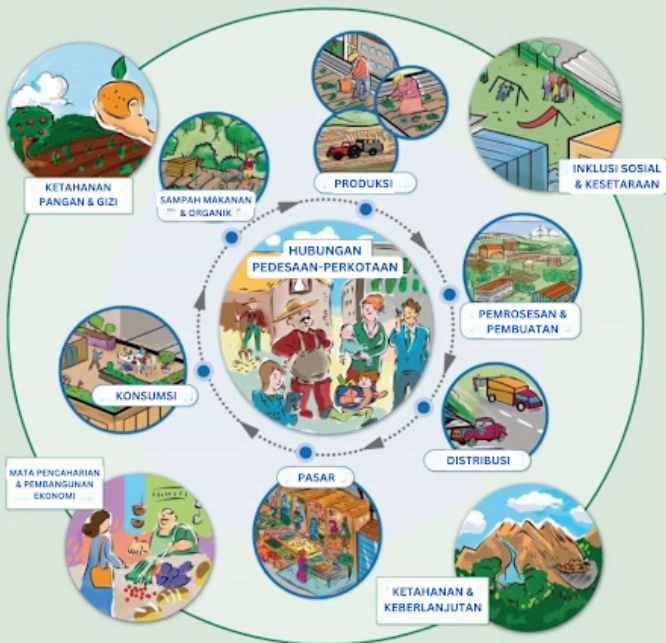 KETAHANAN
PANGAN & GIZI
SAMPAH MAKANAN
& ORGANIK
PRODUKSI
INKLUSI SOSIAL
& KESETARAAN
HUBUNGAN
PEDESAAN-PERKOTAAN
PEMROSESAN &
PEMBUATAN
KONSUMSI
DISTRIBUSI
MATA PENCAHARIAN
& PEMBANGUNAN
EKONOMI
PASAR
KETAHANAN &
KEBERLANJUTAN